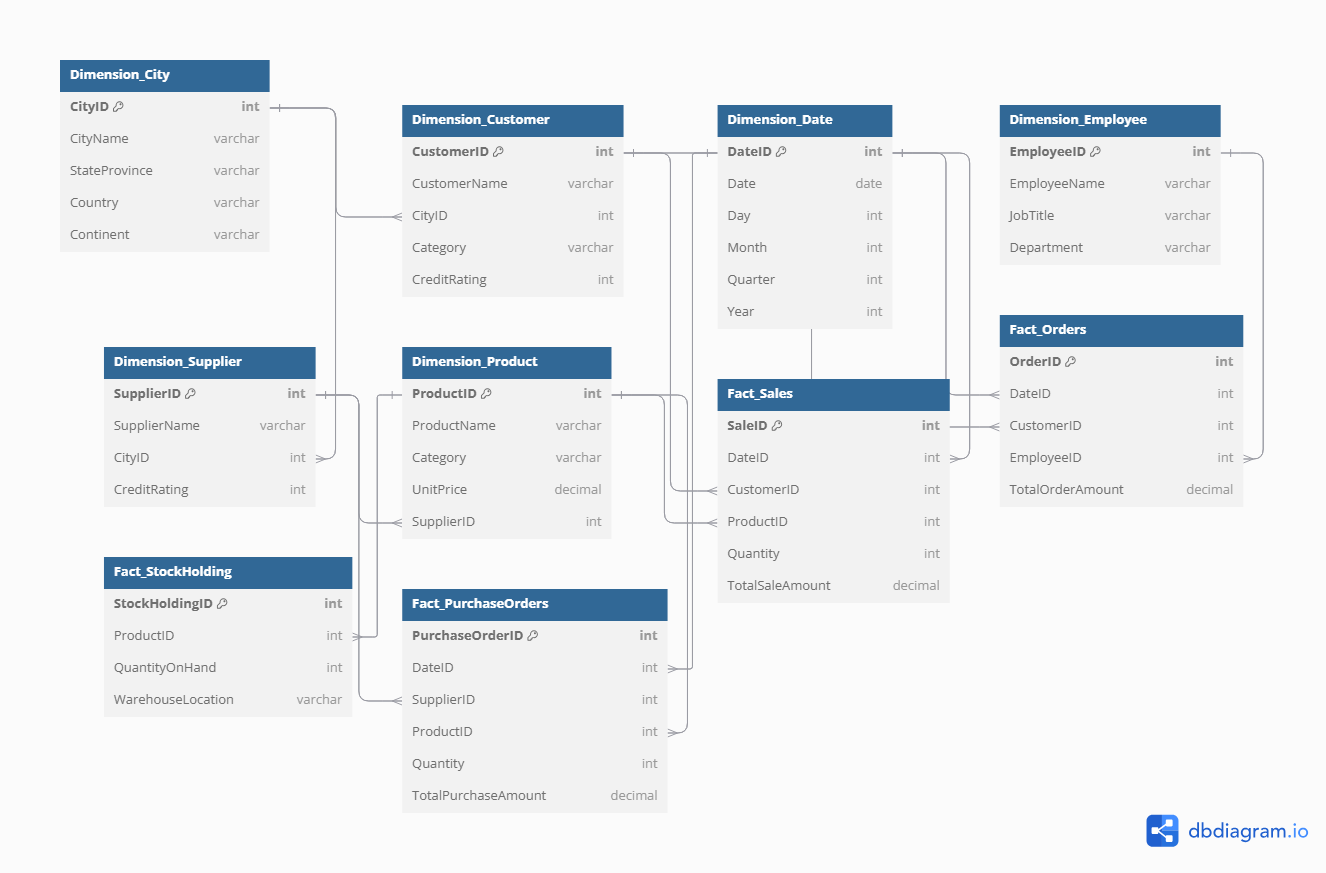 Dimension_City
CityID int
CityName varchar
StateProvince varchar
Country varchar
Continent varchar
Dimension_Customer
CustomerID int
CustomerName varchar
CityID int
Category varchar
CreditRating int
Dimension_Date
DateID int
Date date
Day int
Month int
Quarter int
Year int
Dimension_Employee
EmployeeID int
EmployeeName varchar
JobTitle varchar
Department varchar
Dimension_Supplier
SupplierID int
SupplierName varchar
CityID int
CreditRating int
Dimension_Product
ProductID int
ProductName varchar
Category varchar
UnitPrice decimal
SupplierID int
Fact_Sales
SaleID int
DateID int
CustomerID int
ProductID int
Quantity int
TotalSaleAmount decimal
Fact_Orders
OrderID int
DateID int
CustomerID int
EmployeeID int
TotalOrderAmount decimal
Fact_StockHolding
StockHoldingID int
ProductID int
QuantityOnHand int
WarehouseLocation varchar
Fact_PurchaseOrders
PurchaseOrderID int
DateID int
SupplierID int
ProductID int
Quantity int
TotalPurchaseAmount decimal
dbdiagram.io